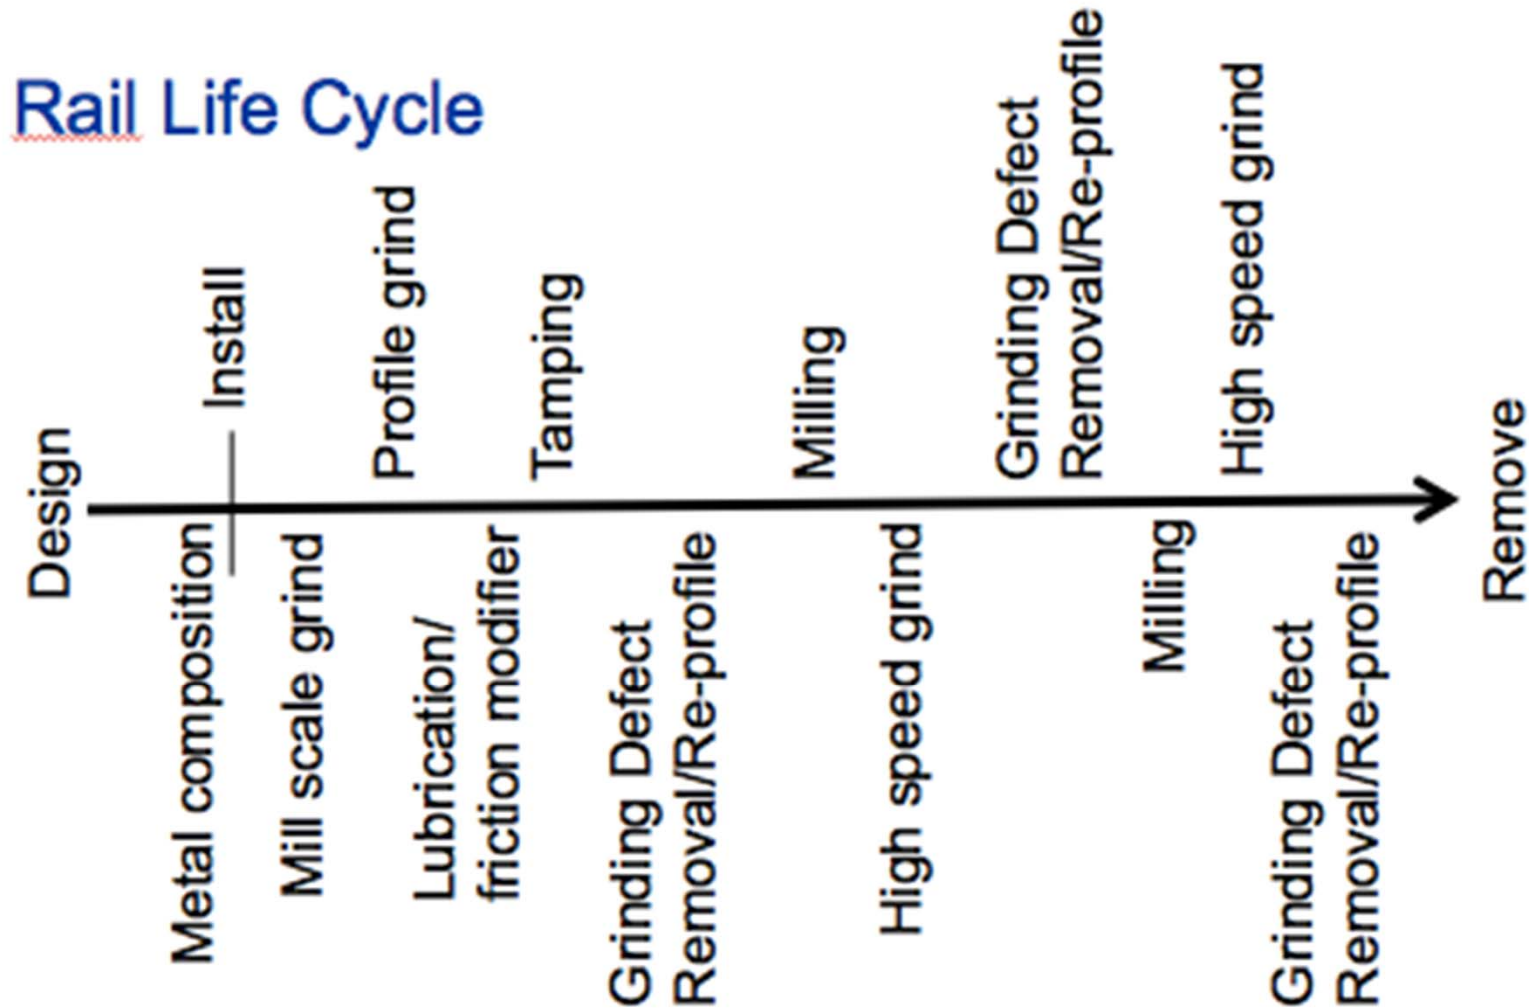 Rail Life Cycle
Design
Metal composition
Install
Mill scale grind
Profile grind
Lubrication/
friction modifier
Tamping
Grinding Defect
Removal/Re-profile
Milling
High speed grind
Grinding Defect
Removal/Re-profile
Milling
High speed grind
Grinding Defect
Removal/Re-profile
Remove